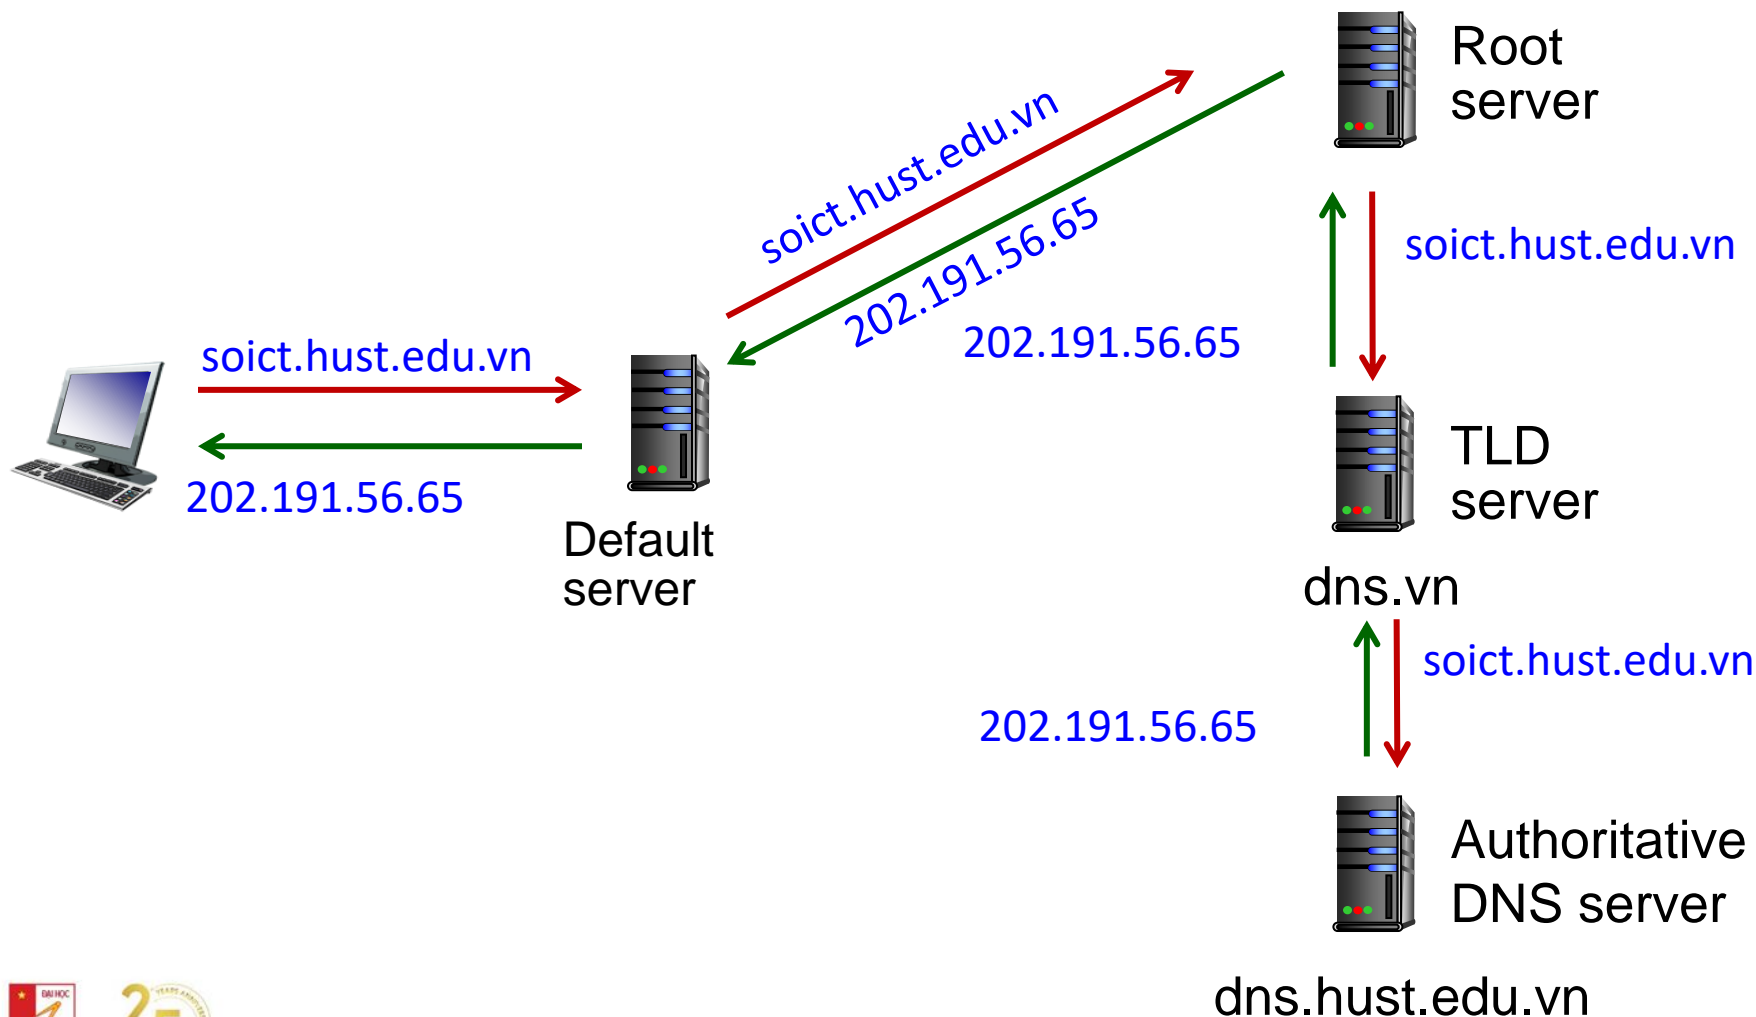 Root
server
soict.hust.edu.vn
202.191.56.65
soict.hust.edu.vn
202.191.56.65
soict.hust.edu.vn
202.191.56.65
Default
server
TLD
server
dns.vn
soict.hust.edu.vn
202.191.56.65
Authoritative
DNS server
dns.hust.edu.vn
ĐẠI HỌC